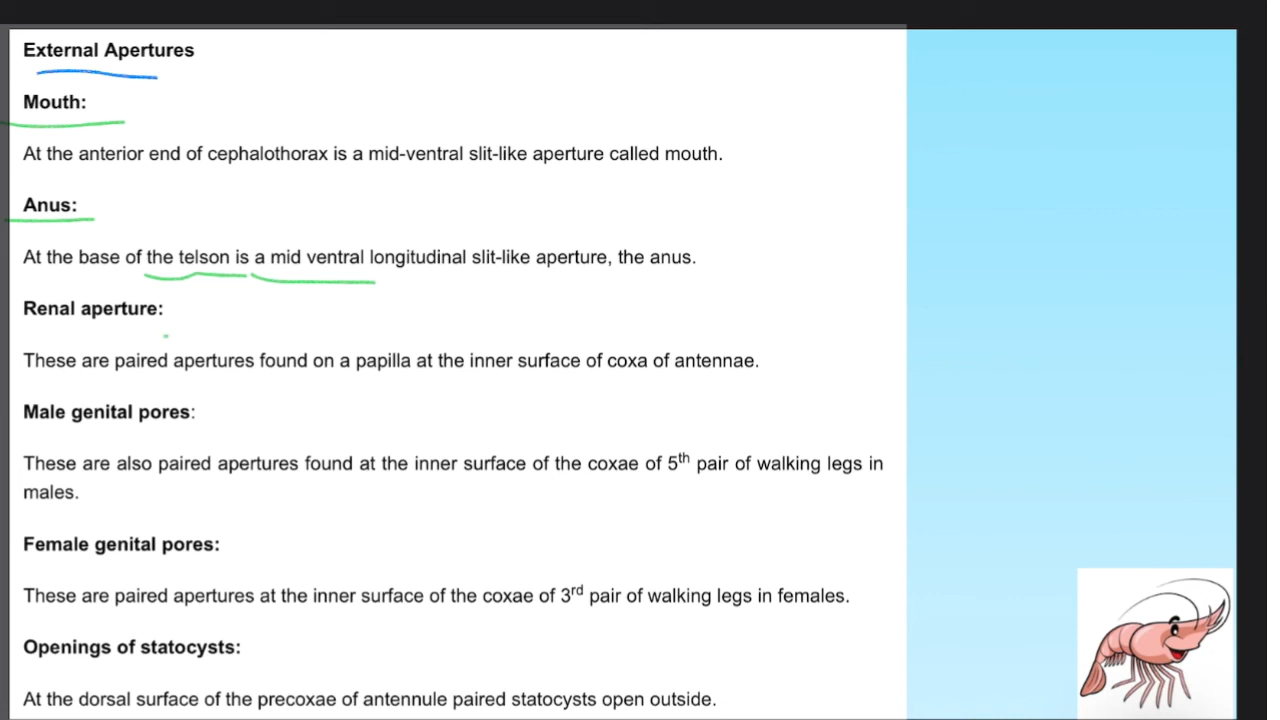 External Apertures
Mouth:
At the anterior end of cephalothorax is a mid-ventral slit-like aperture called mouth.
Anus:
At the base of the telson is a mid ventral longitudinal slit-like aperture, the anus.
Renal aperture:
These are paired apertures found on a papilla at the inner surface of coxa of antennae.
Male genital pores:
These are also paired apertures found at the inner surface of the coxae of 5th pair of walking legs in
males.
Female genital pores:
These are paired apertures at the inner surface of the coxae of 3rd pair of walking legs in females.
Openings of statocysts:
At the dorsal surface of the precoxae of antennule paired statocysts open outside.